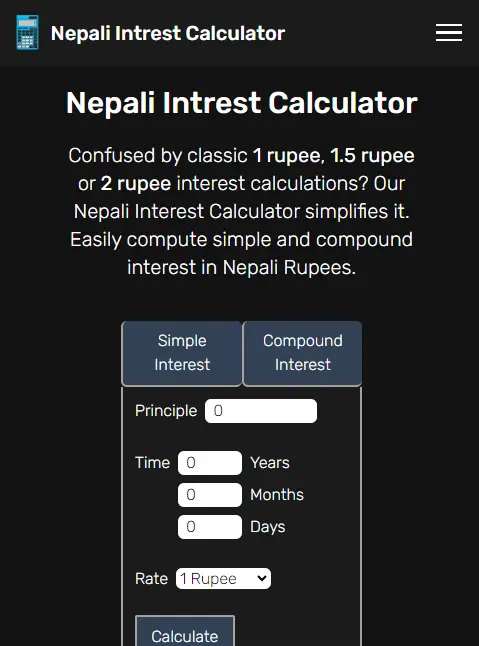 Nepali Intrest Calculator
Nepali Intrest Calculator
Confused by classic 1 rupee, 1.5 rupee
or 2 rupee interest calculations? Our
Nepali Interest Calculator simplifies it.
Easily compute simple and compound
interest in Nepali Rupees.
Simple Interest
Compound Interest
Principle 0
Time 0 Years
0 Months
0 Days
Rate 1 Rupee
Calculate